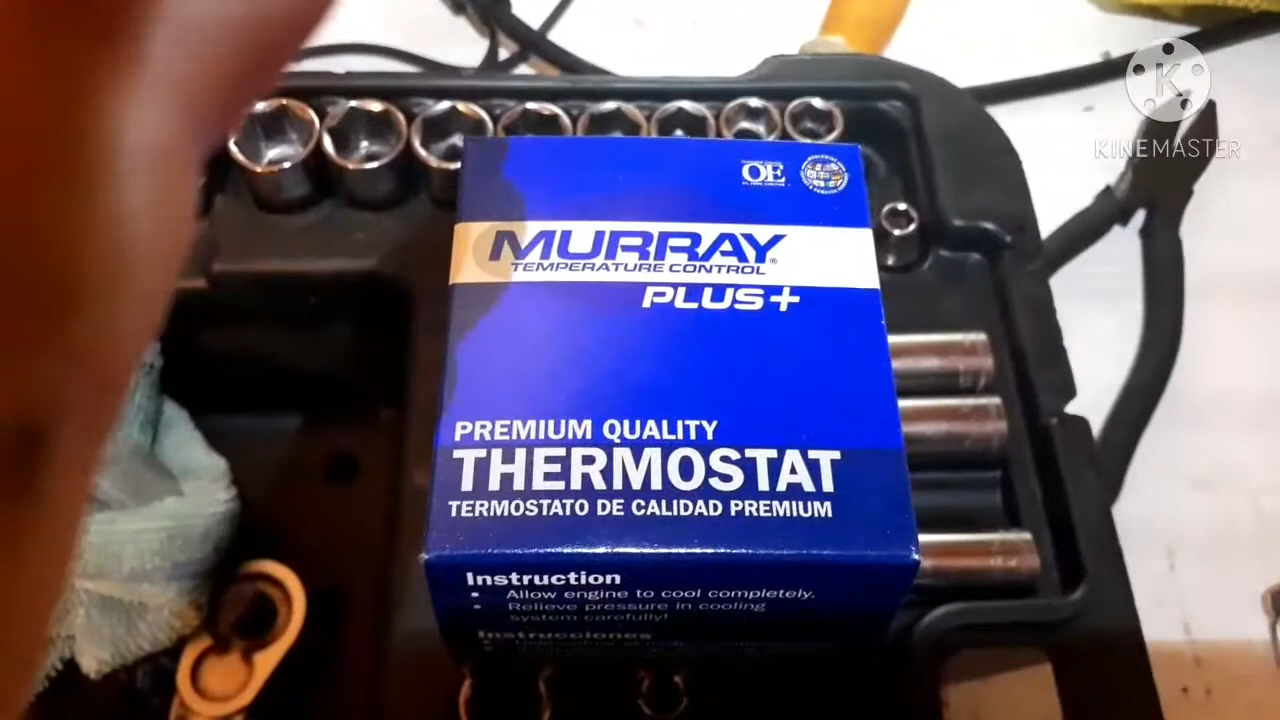 KINEMASTER
OE
MURRAY®
TEMPERATURE CONTROL
PLUS+
PREMIUM QUALITY
THERMOSTAT
TERMOSTATO DE CALIDAD PREMIUM
Instruction
• Allow engine to cool completely.
• Relieve pressure in cooling
system carefully!
Instrucciones